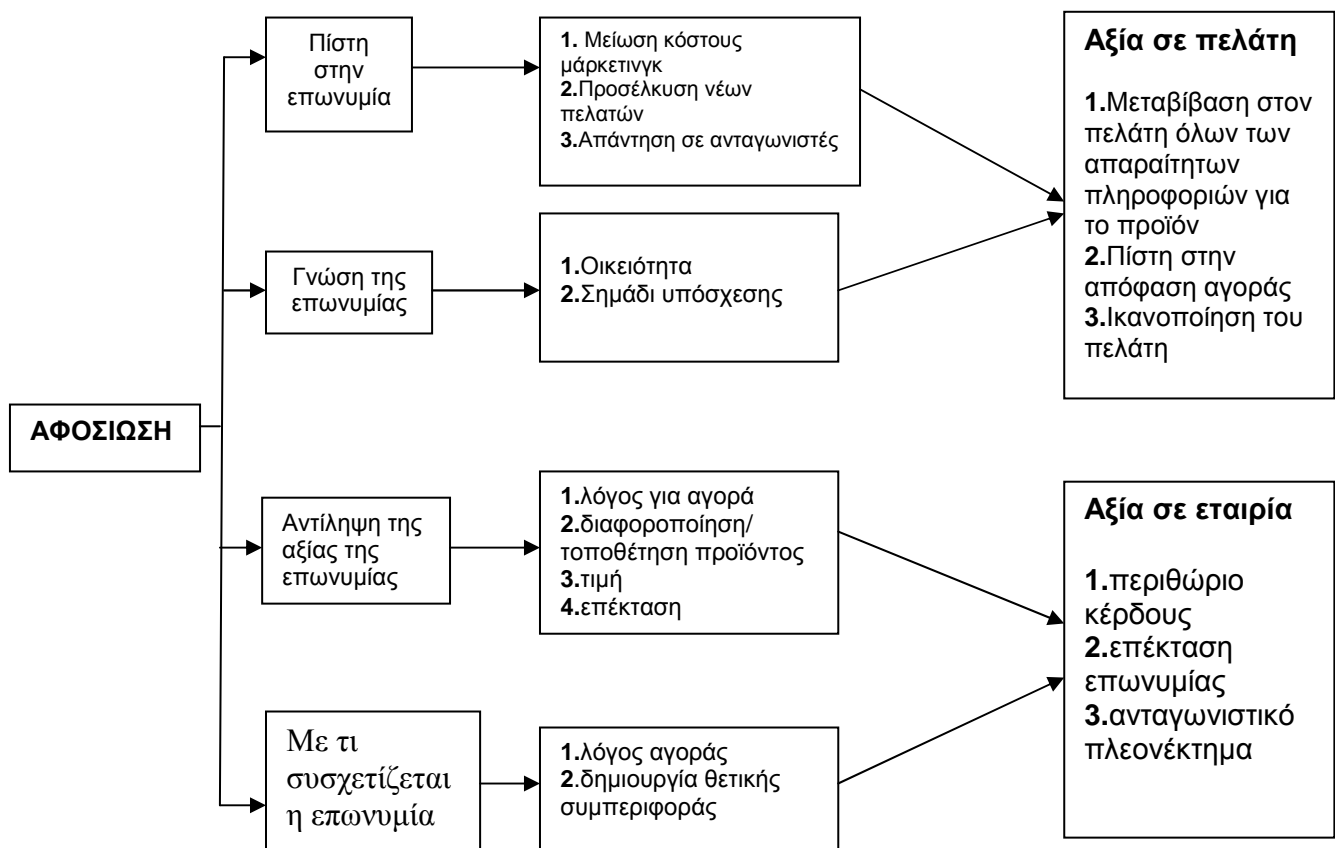 Πίστη
στην
επωνυμία
1. Μείωση κόστους
μάρκετινγκ
2.Προσέλκυση νέων
πελατών
3.Απάντηση σε ανταγωνιστές
Αξία σε πελάτη
1.Μεταβίβαση στον
πελάτη όλων των
απαραίτητων
πληροφοριών για
το προϊόν
2.Πίστη στην
απόφαση αγοράς
3.Ικανοποίηση του
πελάτη
Γνώση της
επωνυμίας
1.Οικειότητα
2.Σημάδι υπόσχεσης
ΑΦΟΣΙΩΣΗ
Αντίληψη της
αξίας της
επωνυμίας
1.λόγος για αγορά
2.διαφοροποίηση/
τοποθέτηση προϊόντος
3.τιμή
4.επέκταση
Αξία σε εταιρία
1.περιθώριο
κέρδους
2.επέκταση
επωνυμίας
3.ανταγωνιστικό
πλεονέκτημα
Με τι
συσχετίζεται
η επωνυμία
1.λόγος αγοράς
2.δημιουργία θετικής
συμπεριφοράς